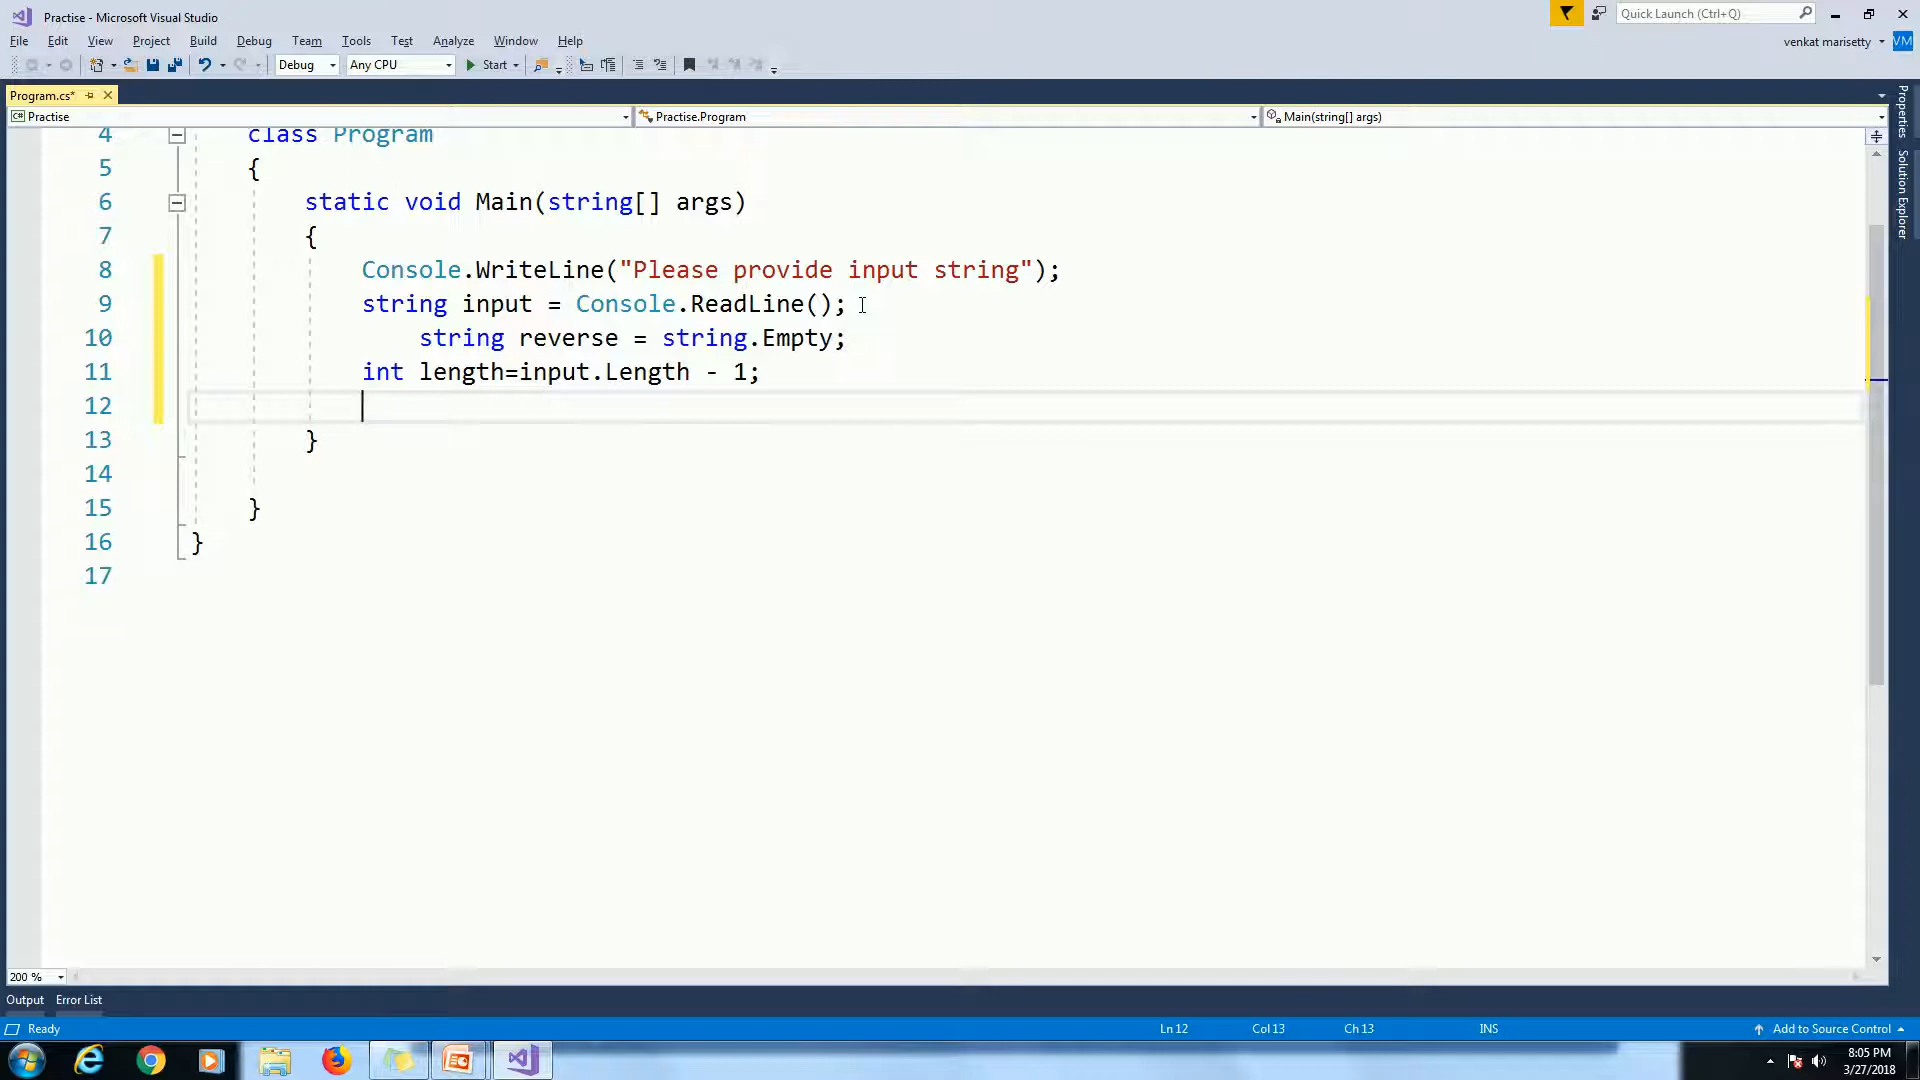 Practise - Microsoft Visual Studio
Quick Launch (Ctrl+Q)
File Edit View Project Build Debug Team Tools Test Analyze Window Help
venkat marisetty VM
Debug Any CPU Start
Program.cs*
Practise Practise.Program Main(string[] args)
4 class Program
5 {
6 static void Main(string[] args)
7 {
8 Console.WriteLine("Please provide input string");
9 string input = Console.ReadLine();
10 string reverse = string.Empty;
11 int length=input.Length - 1;
12
13 }
14
15 }
16 }
17
Properties
Solution Explorer
200 %
Output Error List
Ready Ln 12 Col 13 Ch 13 INS Add to Source Control
8:05 PM
3/27/2018